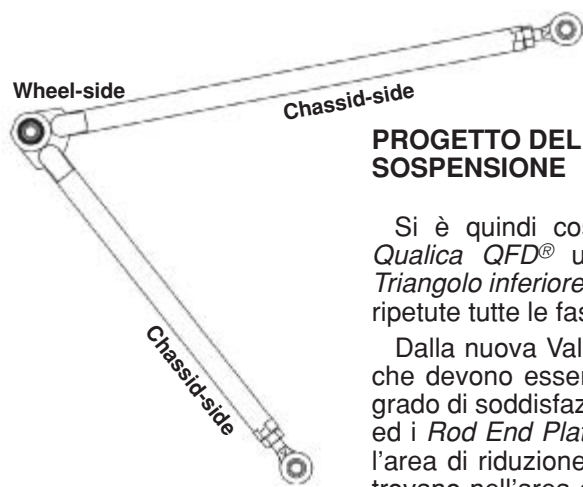 Wheel-side
Chassid-side
Chassid-side
PROGETTO DEL
SOSPENSIONE
Si è quindi cos
Qualica QFD® u
Triangolo inferiore
ripetute tutte le fas
Dalla nuova Val
che devono esser
grado di soddisfaz
ed i Rod End Plat
l'area di riduzione